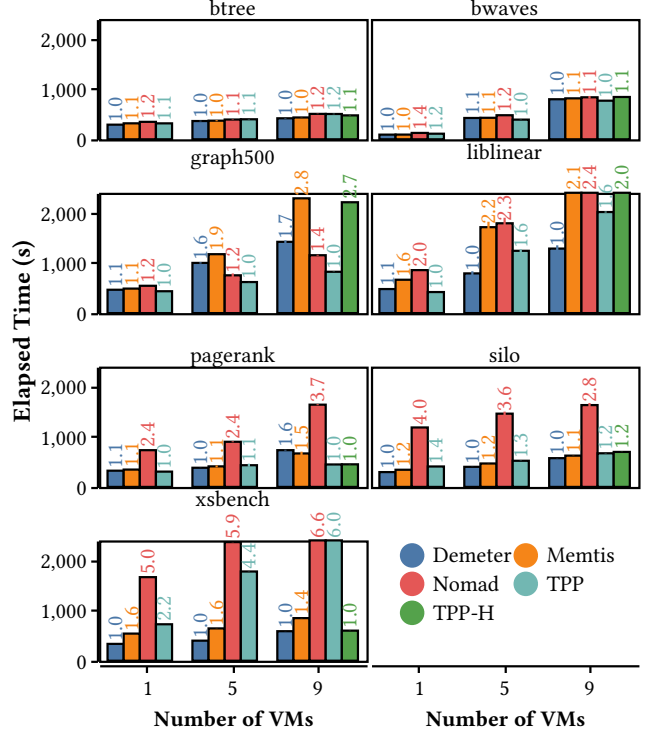 btree
bwaves
2,000
1,000
0
1.0 1.1 1.2 1.1
1.0 1.0 1.1 1.1
1.0 1.0 1.2 1.2 1.1
1.0 1.0 1.4 1.2
1.1 1.1 1.2 1.0
1.0 1.1 1.1 1.0 1.1
graph500
liblinear
2,000
1,000
0
1.1 1.1 1.2 1.0
1.6 1.9 1.2 1.0
1.7 2.8 1.4 1.0 2.7
1.1 1.6 2.0 1.0
1.0 2.2 2.3 1.6
1.0 2.1 2.4 1.6 2.0
Elapsed Time (s)
pagerank
silo
2,000
1,000
0
1.1 1.1 2.4 1.0
1.0 1.1 2.4 1.1
1.6 1.5 3.7 1.0 1.0
1.0 1.2 4.0 1.4
1.0 1.2 3.6 1.3
1.0 1.1 2.8 1.2 1.2
xsbench
2,000
1,000
0
1.0 1.6 5.0 2.2
1.0 1.6 5.9 4.4
1.0 1.4 6.6 6.0 1.0
Demeter Memtis
Nomad TPP
TPP-H
1 5 9
1 5 9
Number of VMs
Number of VMs